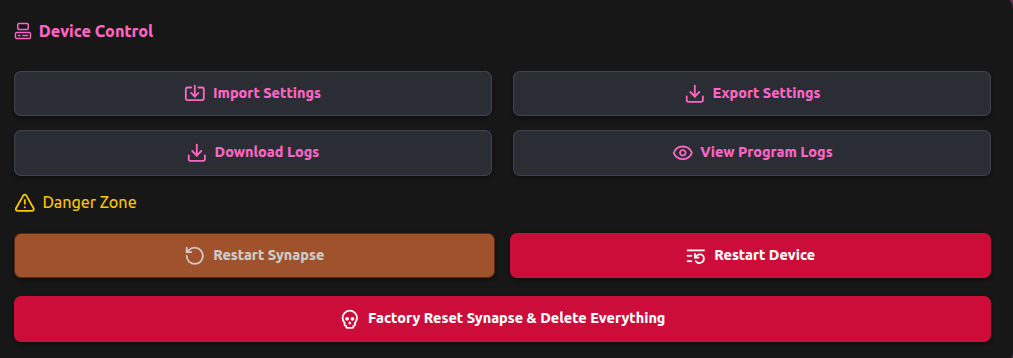 Device Control
Import Settings
Export Settings
Download Logs
View Program Logs
Danger Zone
Restart Synapse
Restart Device
Factory Reset Synapse & Delete Everything